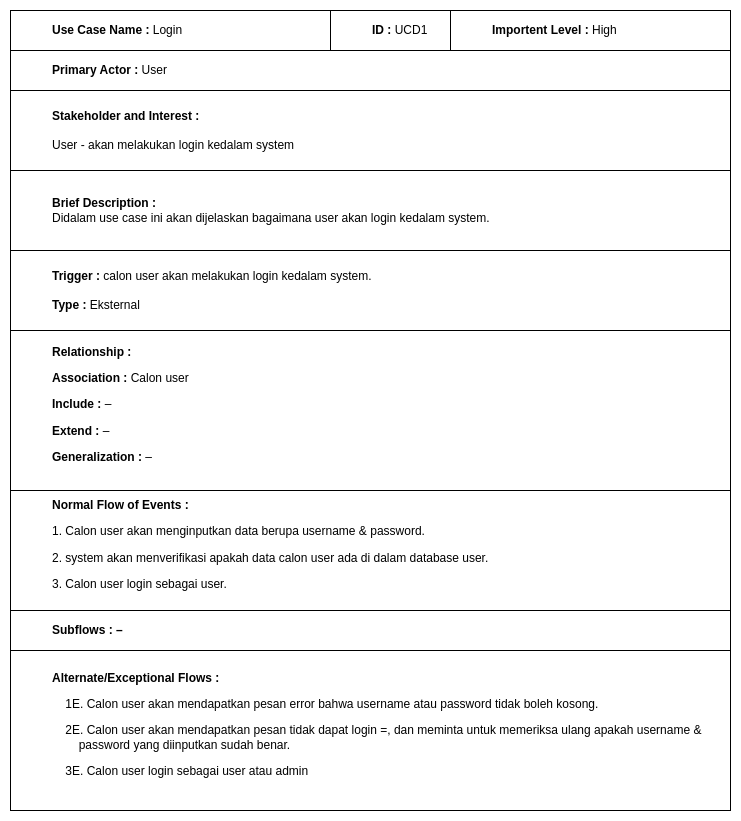 Use Case Name : Login ID : UCD1 Importent Level : High
Primary Actor : User
Stakeholder and Interest :
User - akan melakukan login kedalam system
Brief Description :
Didalam use case ini akan dijelaskan bagaimana user akan login kedalam system.
Trigger : calon user akan melakukan login kedalam system.
Type : Eksternal
Relationship :
Association : Calon user
Include : –
Extend : –
Generalization : –
Normal Flow of Events :
1. Calon user akan menginputkan data berupa username & password.
2. system akan menverifikasi apakah data calon user ada di dalam database user.
3. Calon user login sebagai user.
Subflows : –
Alternate/Exceptional Flows :
1E. Calon user akan mendapatkan pesan error bahwa username atau password tidak boleh kosong.
2E. Calon user akan mendapatkan pesan tidak dapat login =, dan meminta untuk memeriksa ulang apakah username &
password yang diinputkan sudah benar.
3E. Calon user login sebagai user atau admin